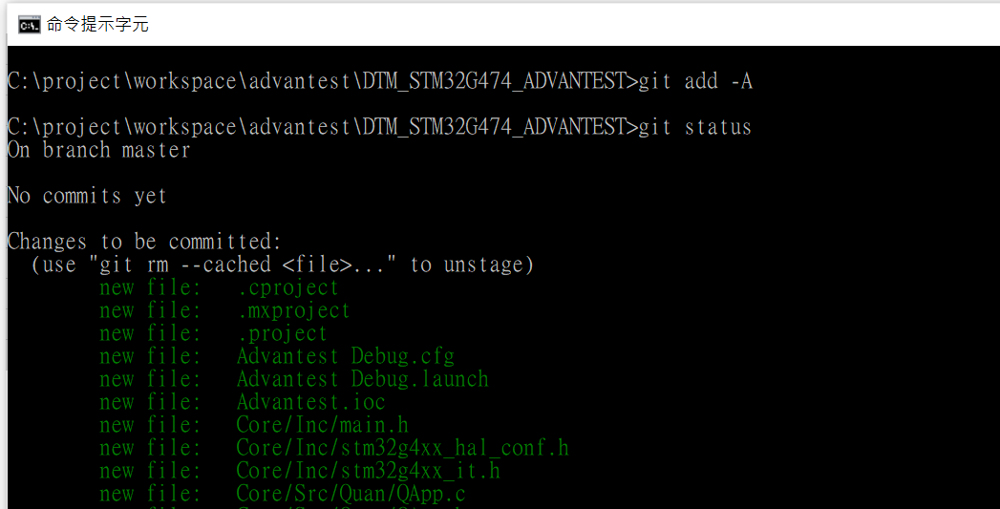 命令提示字元
C:\project\workspace\advantest\DTM_STM32G474_ADVANTEST>git add -A
C:\project\workspace\advantest\DTM_STM32G474_ADVANTEST>git status
On branch master
No commits yet
Changes to be committed:
(use "git rm --cached <file>..." to unstage)
new file: .cproject
new file: .mxproject
new file: .project
new file: Advantest Debug.cfg
new file: Advantest Debug.launch
new file: Advantest.ioc
new file: Core/Inc/main.h
new file: Core/Inc/stm32g4xx_hal_conf.h
new file: Core/Inc/stm32g4xx_it.h
new file: Core/Src/Quan/QApp.c